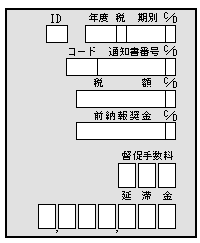 ID 年度 税 期別 C/D
コード 通知書番号 C/D
税 額 C/D
前納報奨金 C/D
督促手数料
延滞金
, , ,